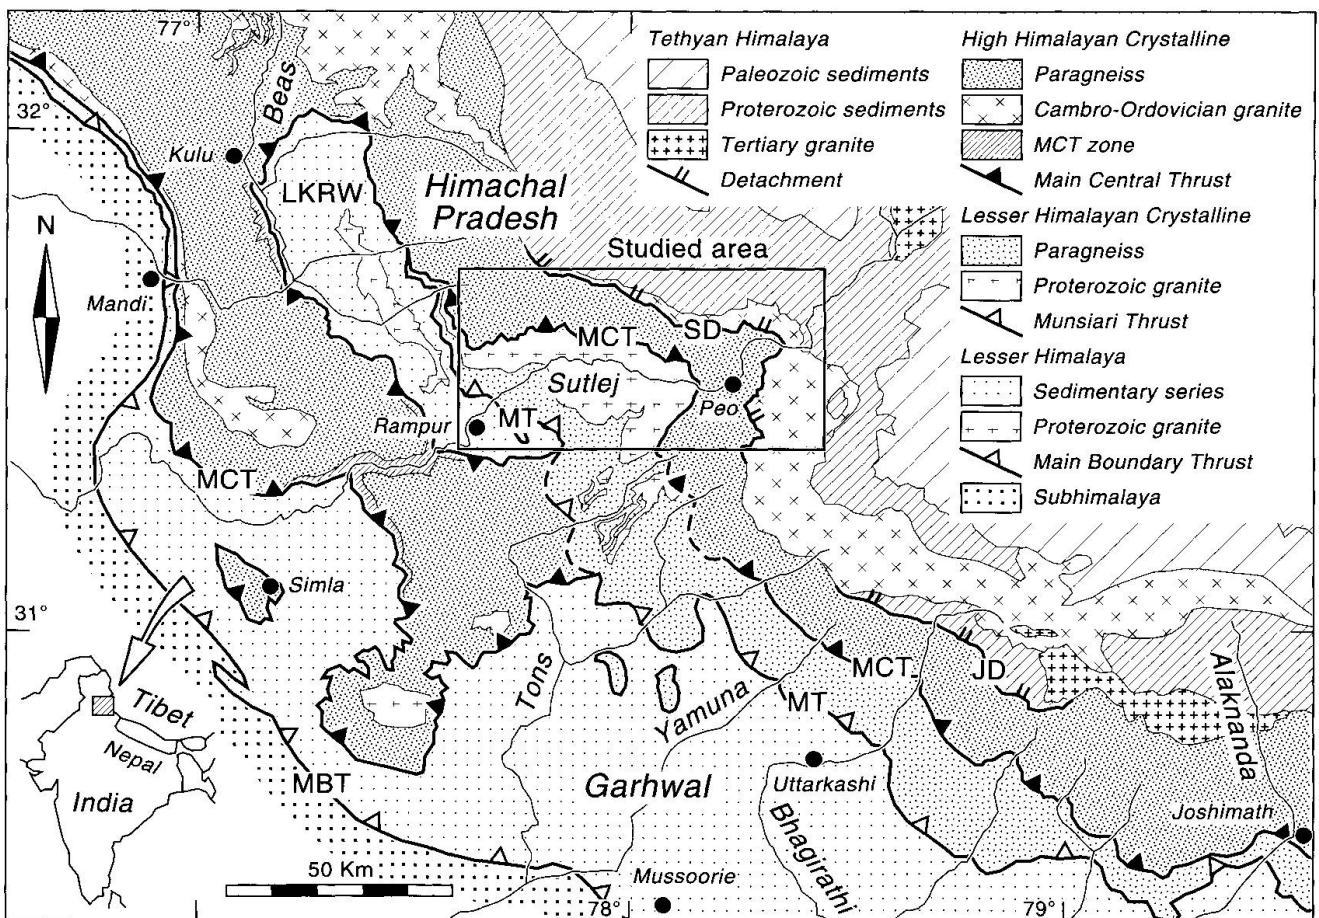 77°
78°
Tethyan Himalaya
Paleozoic sediments
Proterozoic sediments
Tertiary granite
Detachment
High Himalayan Crystalline
Paragneiss
Cambro-Ordovician granite
MCT zone
Main Central Thrust
Lesser Himalayan Crystalline
Paragneiss
Proterozoic granite
Munsiari Thrust
Lesser Himalaya
Sedimentary series
Proterozoic granite
Main Boundary Thrust
Subhimalaya
32°
Beas
Kulu
LKRW
Himachal
Pradesh
N
Studied area
Mandi
MCT
SD
Sutlej
Peo
Rampur
MT
MCT
Simla
31°
Tons
Yamuna
MCT
JD
MT
Alaknanda
Tibet
Nepal
India
MBT
Garhwal
Uttarkashi
Bhagirathi
Joshimath
50 Km
Mussoorie
78°
79°